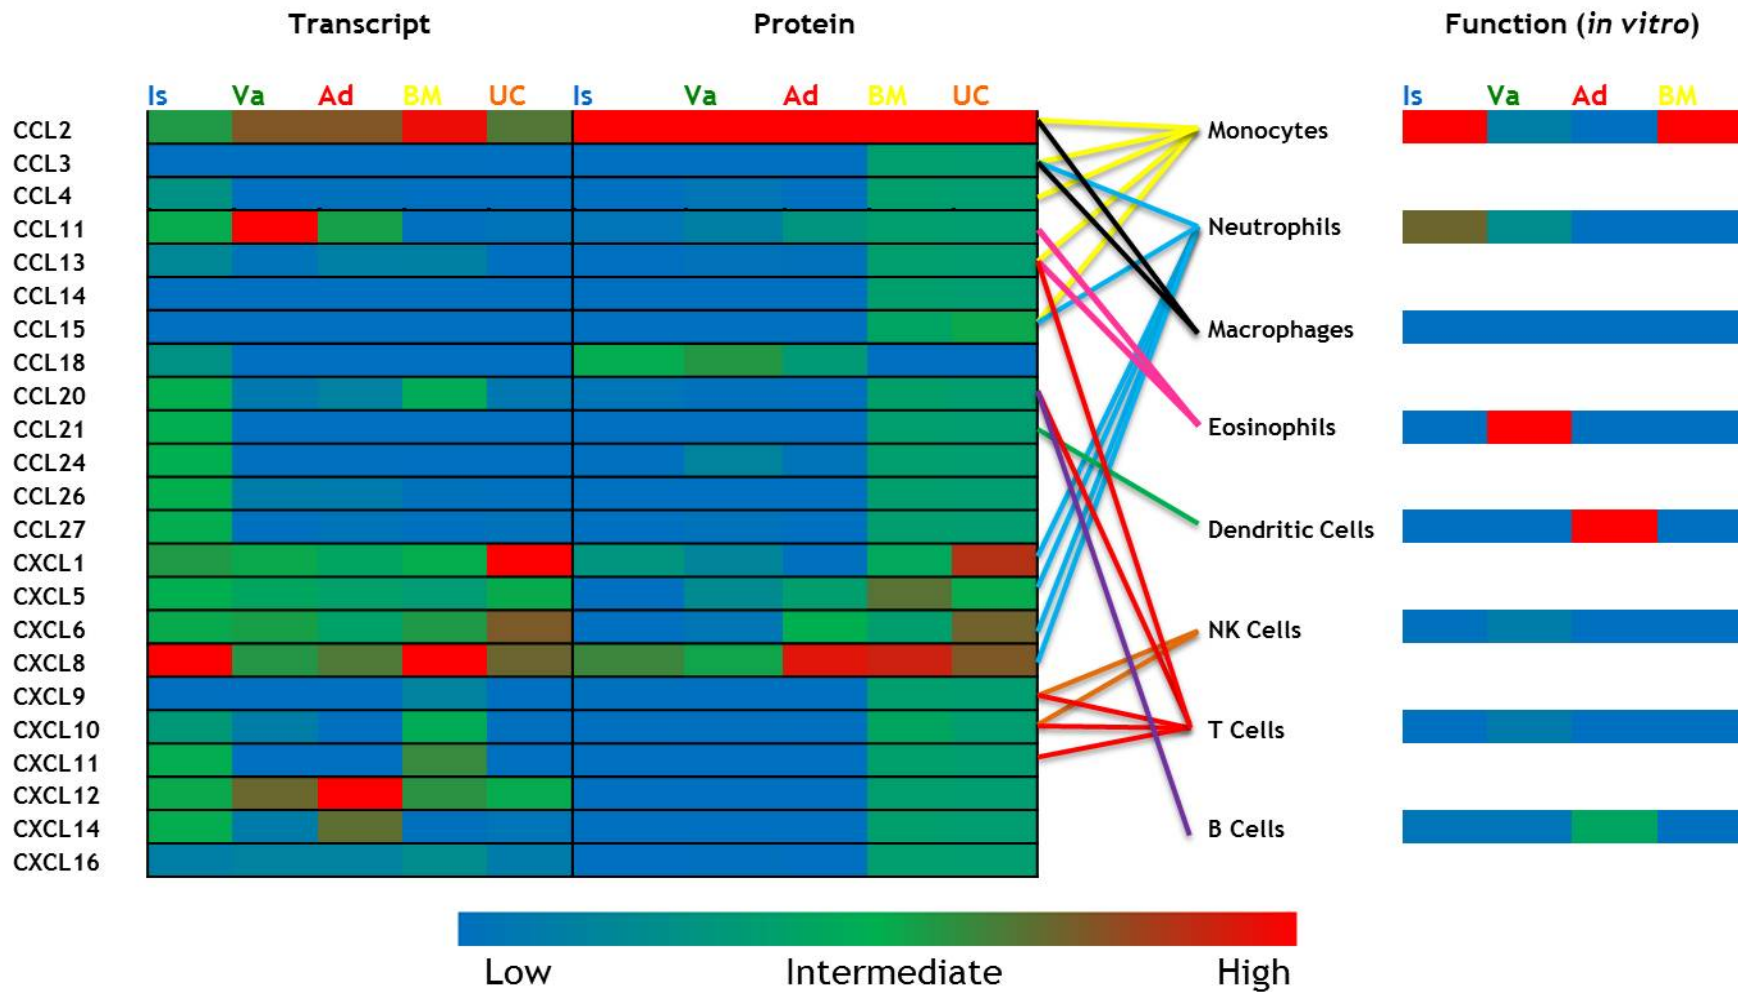 Transcript Protein Function (in vitro)
Is Va Ad BM UC Is Va Ad BM UC Is Va Ad BM
CCL2
CCL3
CCL4
CCL11
CCL13
CCL14
CCL15
CCL18
CCL20
CCL21
CCL24
CCL26
CCL27
CXCL1
CXCL5
CXCL6
CXCL8
CXCL9
CXCL10
CXCL11
CXCL12
CXCL14
CXCL16
Monocytes
Neutrophils
Macrophages
Eosinophils
Dendritic Cells
NK Cells
T Cells
B Cells
Low Intermediate High